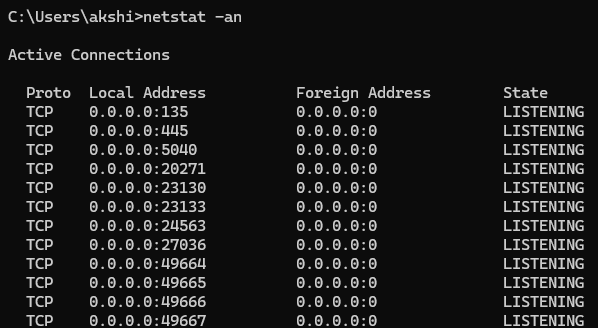 C:\Users\akshi>netstat -an
Active Connections
Proto  Local Address          Foreign Address        State
TCP    0.0.0.0:135            0.0.0.0:0              LISTENING
TCP    0.0.0.0:445            0.0.0.0:0              LISTENING
TCP    0.0.0.0:5040           0.0.0.0:0              LISTENING
TCP    0.0.0.0:20271          0.0.0.0:0              LISTENING
TCP    0.0.0.0:23130          0.0.0.0:0              LISTENING
TCP    0.0.0.0:23133          0.0.0.0:0              LISTENING
TCP    0.0.0.0:24563          0.0.0.0:0              LISTENING
TCP    0.0.0.0:27036          0.0.0.0:0              LISTENING
TCP    0.0.0.0:49664          0.0.0.0:0              LISTENING
TCP    0.0.0.0:49665          0.0.0.0:0              LISTENING
TCP    0.0.0.0:49666          0.0.0.0:0              LISTENING
TCP    0.0.0.0:49667          0.0.0.0:0              LISTENING